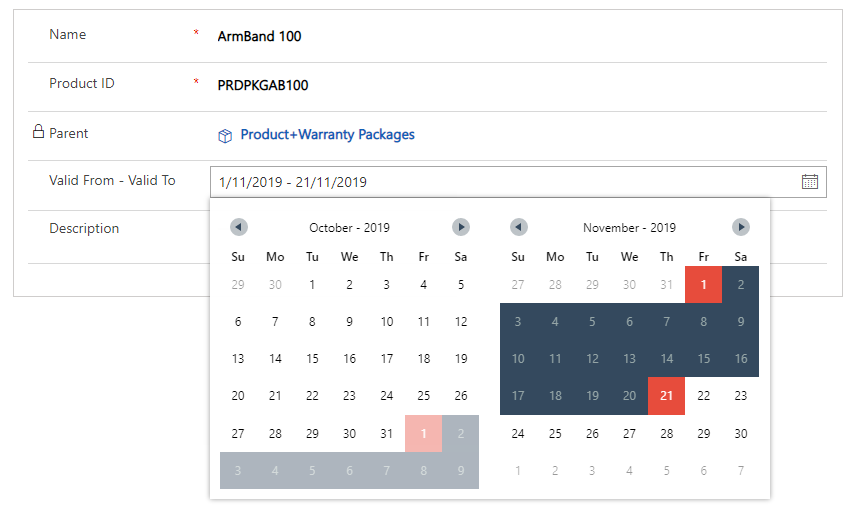 Name * ArmBand 100
Product ID * PRDPKGAB100
Parent Product+Warranty Packages
Valid From - Valid To 1/11/2019 - 21/11/2019
Description
October - 2019
Su Mo Tu We Th Fr Sa
29 30 1 2 3 4 5
6 7 8 9 10 11 12
13 14 15 16 17 18 19
20 21 22 23 24 25 26
27 28 29 30 31 1 2
3 4 5 6 7 8 9
November - 2019
Su Mo Tu We Th Fr Sa
27 28 29 30 31 1 2
3 4 5 6 7 8 9
10 11 12 13 14 15 16
17 18 19 20 21 22 23
24 25 26 27 28 29 30
1 2 3 4 5 6 7